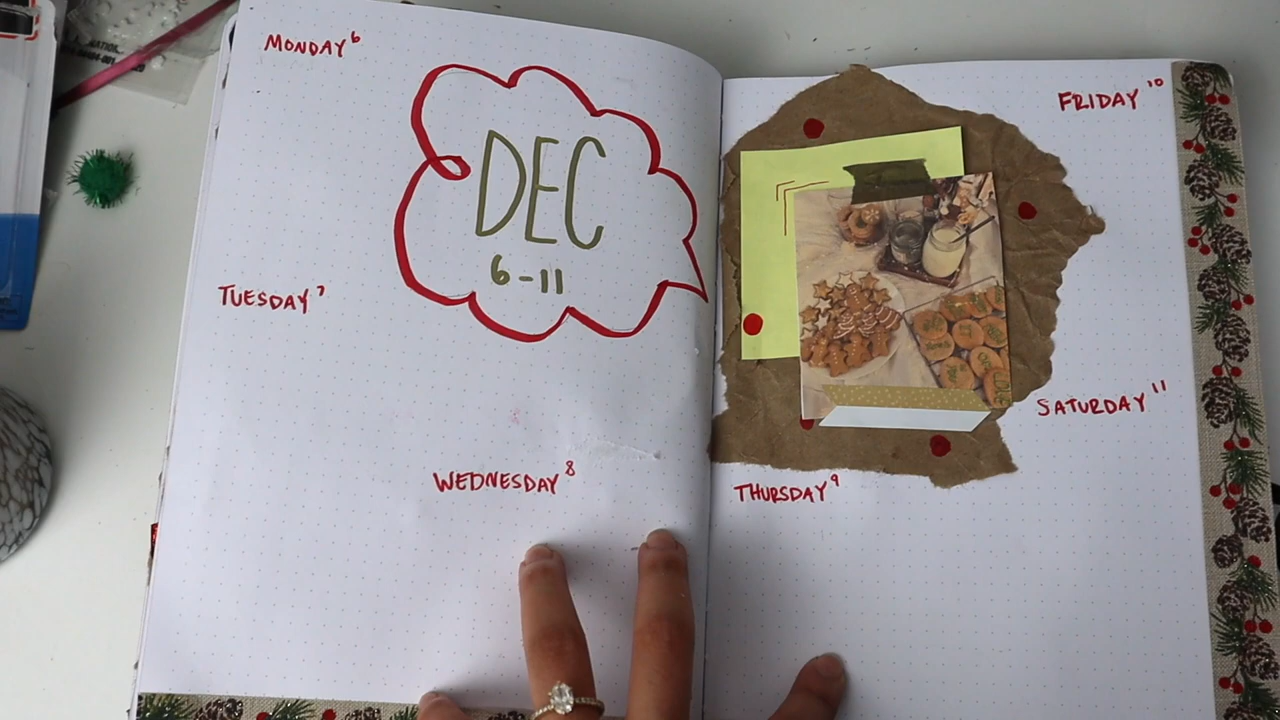 MONDAY 6
DEC
6-11
TUESDAY 7
WEDNESDAY 8
THURSDAY 9
FRIDAY 10
SATURDAY 11